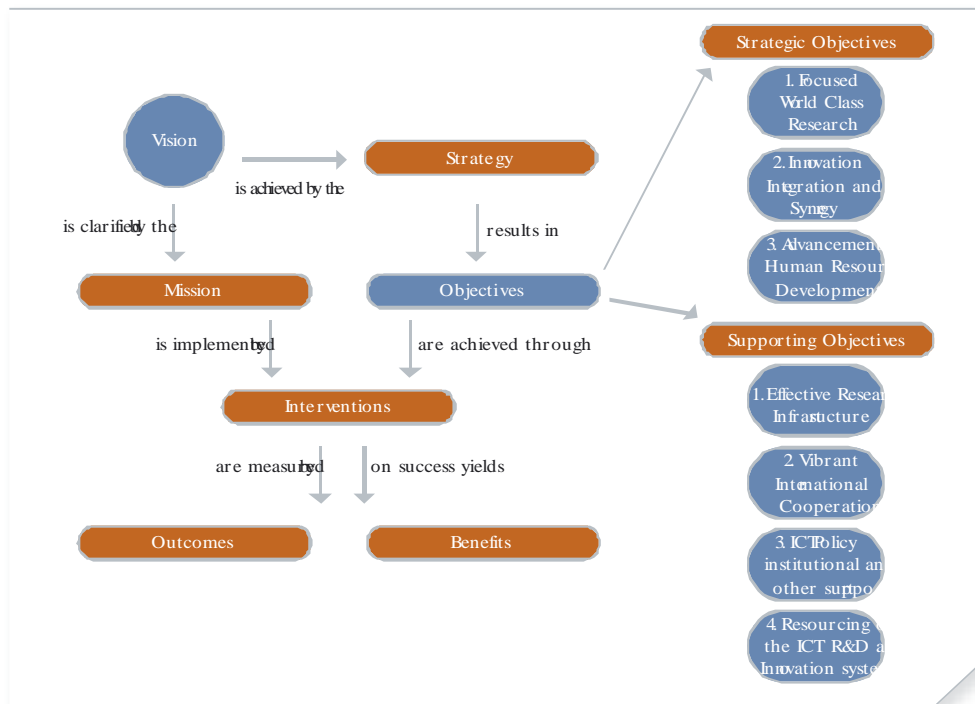 Strategic Objectives
1. Focused
World Class
Research
2. Innovation
Integration and
Synergy
3. Advancement
Human Resour
Development
Vision
Strategy
is achieved by the
is clarified by the
results in
Mission
Objectives
is implemented by
are achieved through
Interventions
are measured by
on success yields
Outcomes
Benefits
Supporting Objectives
1. Effective Resear
Infrastructure
2. Vibrant
International
Cooperation
3. ICT Policy
institutional an
other suppo
4. Resourcing
the ICT R&D a
Innovation syste